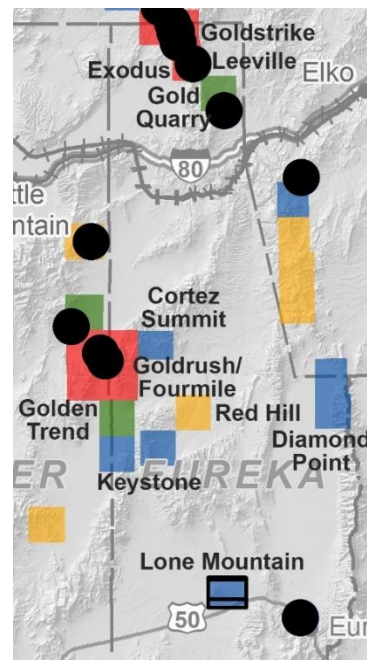 Goldstrike
Leeville
Exodus
Elko
Gold
Quarry
80
ttle
ntain
Cortez
Summit
Goldrush/
Fourmile
Golden
Trend
Red Hill
Diamond
Point
ER EUREKA
Keystone
Lone Mountain
50
Eur